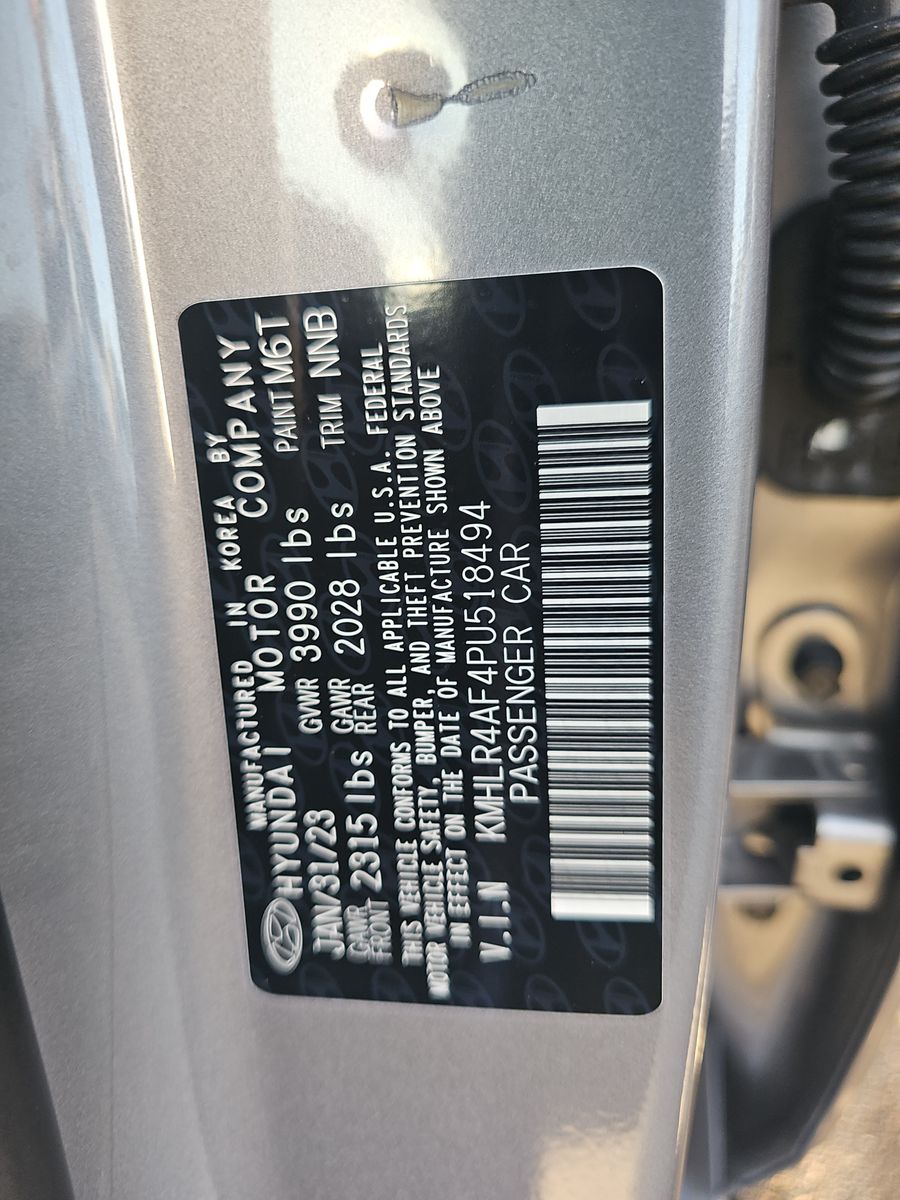 MANUFACTURED IN KOREA BY
HYUNDAI MOTOR COMPANY
JAN/31/23 GVWR 3990 lbs PAINT M6T
GAWR FRONT 2315 lbs GAWR REAR 2028 lbs TRIM NNB
THIS VEHICLE CONFORMS TO ALL APPLICABLE U.S.A. FEDERAL
MOTOR VEHICLE SAFETY, BUMPER, AND THEFT PREVENTION STANDARDS
IN EFFECT ON THE DATE OF MANUFACTURE SHOWN ABOVE
V.I.N KMHLR4AF4PU518494
PASSENGER CAR